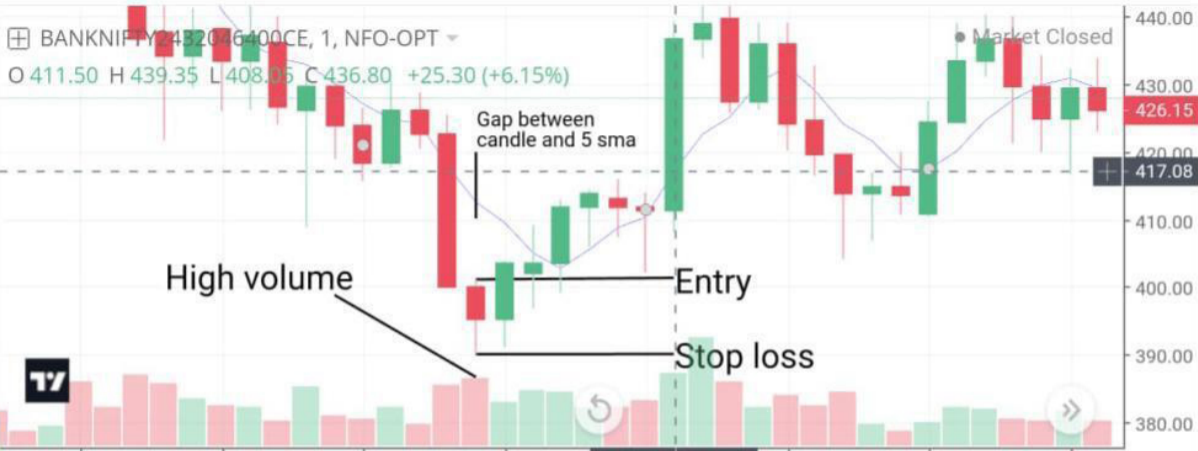 BANKNIFTY2432046400CE, 1, NFO-OPT
Market Closed
O 411.50 H 439.35 L 408.05 C 436.80 +25.30 (+6.15%)
Gap between
candle and 5 sma
High volume
Entry
Stop loss
440.00
430.00
426.15
420.00
417.08
410.00
400.00
390.00
380.00